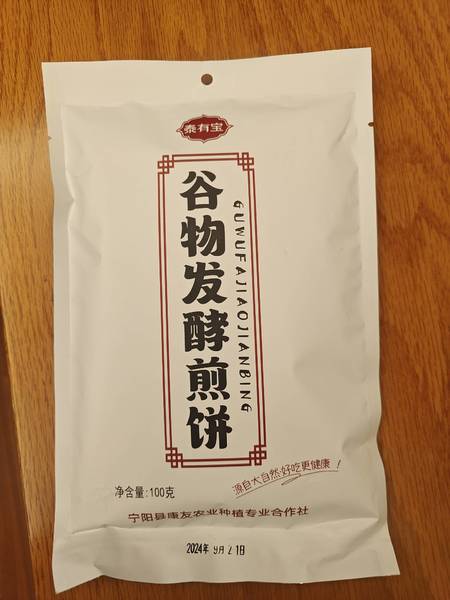 泰有宝
谷物发酵煎饼
GUWUFAJIAOJIANBING
源自大自然·好吃更健康！
净含量:100克
宁阳县康友农业种植专业合作社
2024年 9月 21日